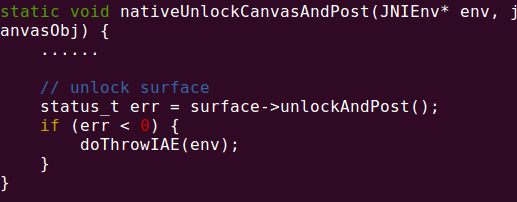 static void nativeUnlockCanvasAndPost(JNIEnv* env, j
anvasObj) {
......
// unlock surface
status_t err = surface->unlockAndPost();
if (err < 0) {
doThrowIAE(env);
}
}